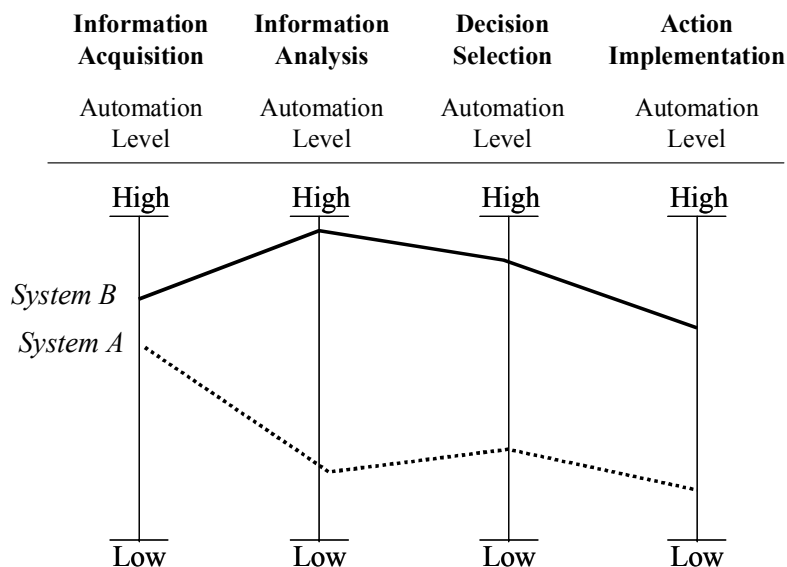 Information Acquisition
Information Analysis
Decision Selection
Action Implementation
Automation Level
Automation Level
Automation Level
Automation Level
High High High High
System B
System A
Low Low Low Low